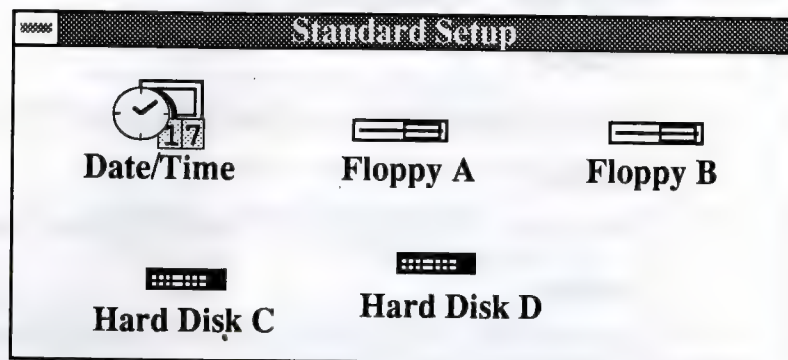 Standard Setup
17
Date/Time
Floppy A
Floppy B
Hard Disk C
Hard Disk D